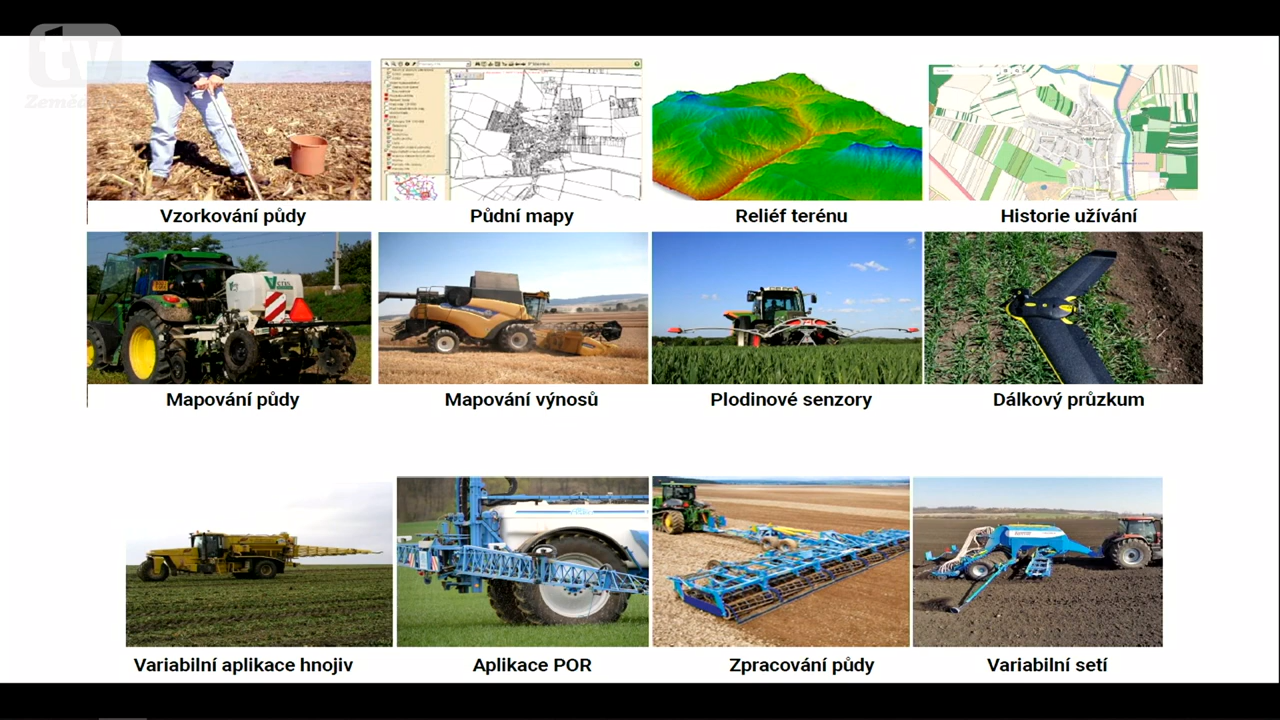 tv
Vzorkování půdy
Půdní mapy
Reliéf terénu
Historie užívání
Mapování půdy
Mapování výnosů
Plodinové senzory
Dálkový průzkum
Variabilní aplikace hnojiv
Aplikace POR
Zpracování půdy
Variabilní setí